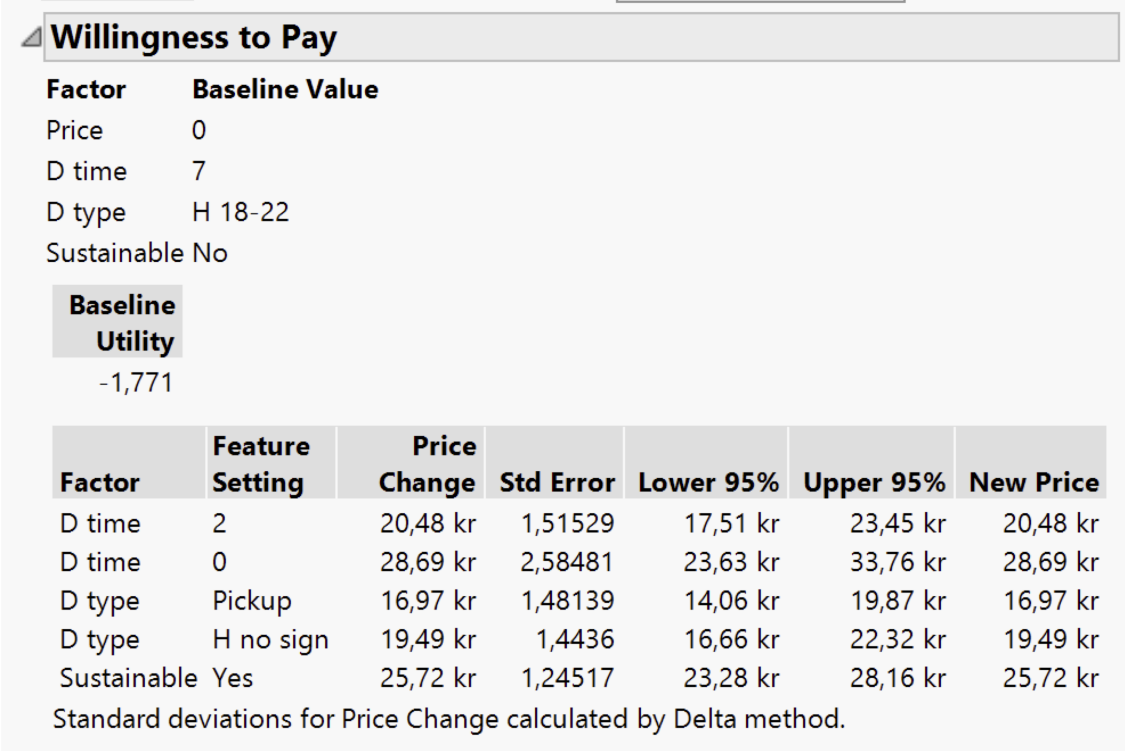 Willingness to Pay
Factor Baseline Value
Price 0
D time 7
D type H 18-22
Sustainable No
Baseline
Utility
-1,771
Feature Price
Factor Setting Change Std Error Lower 95% Upper 95% New Price
D time 2 20,48 kr 1,51529 17,51 kr 23,45 kr 20,48 kr
D time 0 28,69 kr 2,58481 23,63 kr 33,76 kr 28,69 kr
D type Pickup 16,97 kr 1,48139 14,06 kr 19,87 kr 16,97 kr
D type H no sign 19,49 kr 1,4436 16,66 kr 22,32 kr 19,49 kr
Sustainable Yes 25,72 kr 1,24517 23,28 kr 28,16 kr 25,72 kr
Standard deviations for Price Change calculated by Delta method.